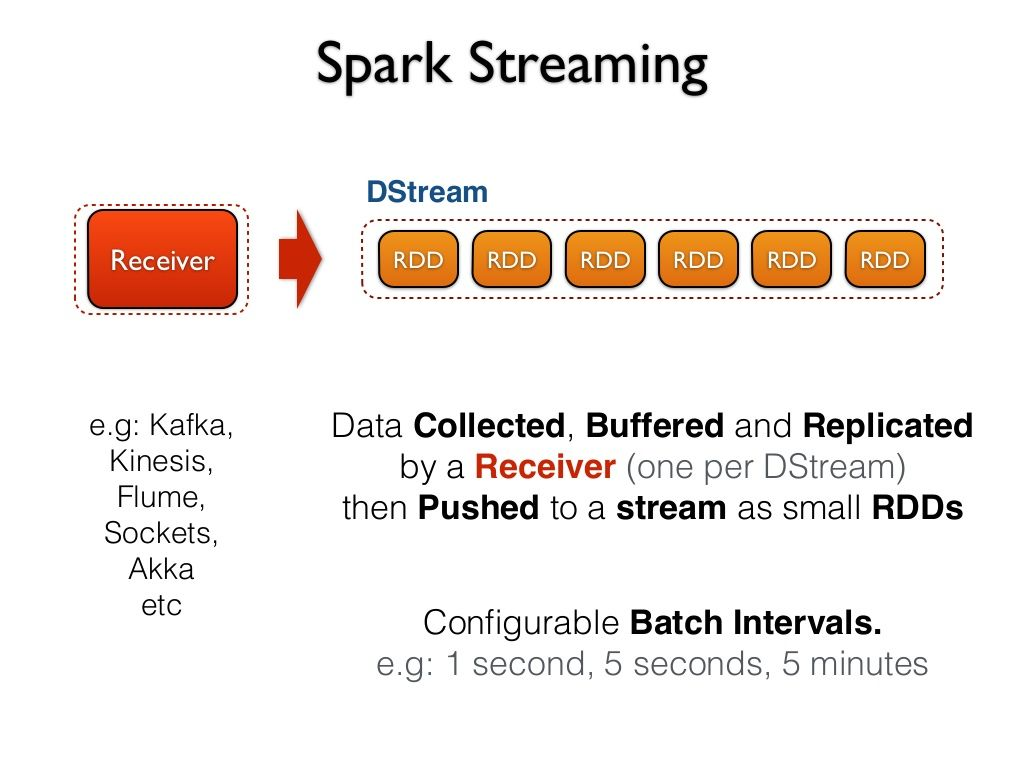 Spark Streaming
DStream
Receiver
RDD RDD RDD RDD RDD RDD
e.g: Kafka,
Kinesis,
Flume,
Sockets,
Akka
etc
Data Collected, Buffered and Replicated
by a Receiver (one per DStream)
then Pushed to a stream as small RDDs
Configurable Batch Intervals.
e.g: 1 second, 5 seconds, 5 minutes